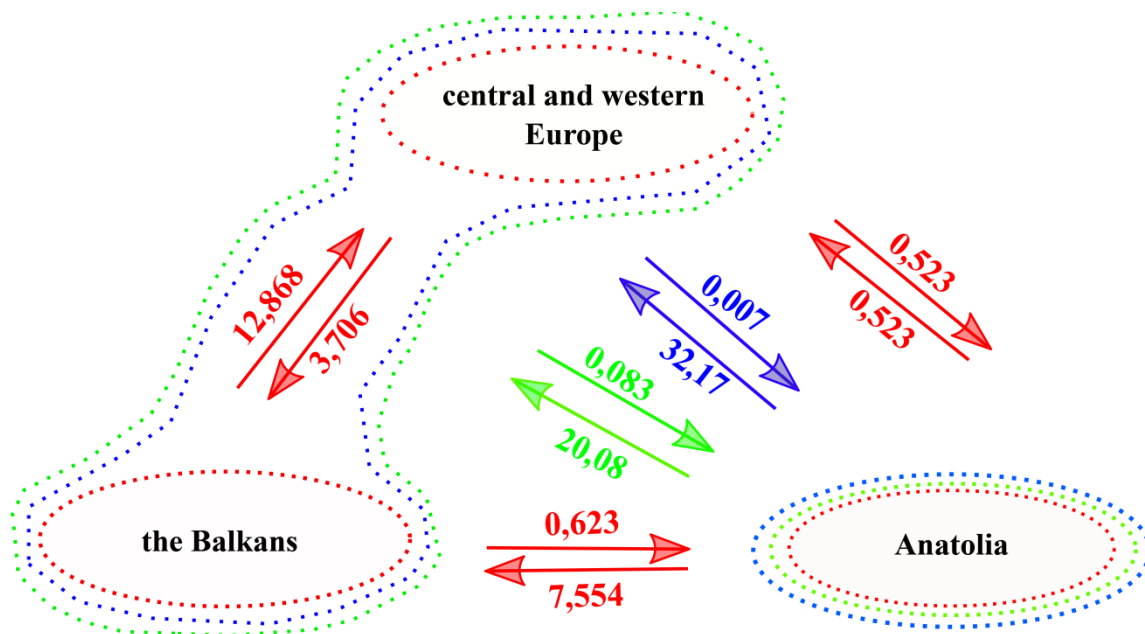 central and western
Europe
12,868
3,706
0,523
0,523
0,007
32,17
0,083
20,08
the Balkans
0,623
7,554
Anatolia